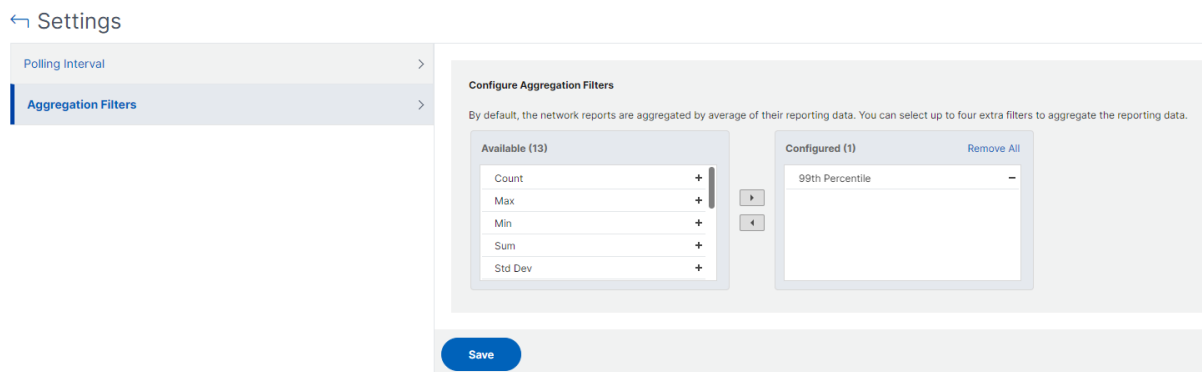 Settings
Polling Interval
Aggregation Filters
Configure Aggregation Filters
By default, the network reports are aggregated by average of their reporting data. You can select up to four extra filters to aggregate the reporting data.
Available (13)
Count
Max
Min
Sum
Std Dev
Configured (1) Remove All
99th Percentile
Save